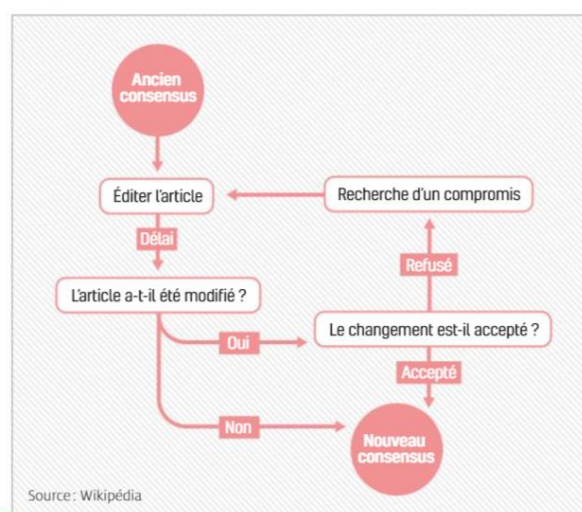 Ancien
consensus
Éditer l'article
Recherche d'un compromis
Délai
Refusé
L'article a-t-il été modifié ?
Le changement est-il accepté ?
Oui
Accepté
Non
Nouveau
consensus
Source : Wikipédia